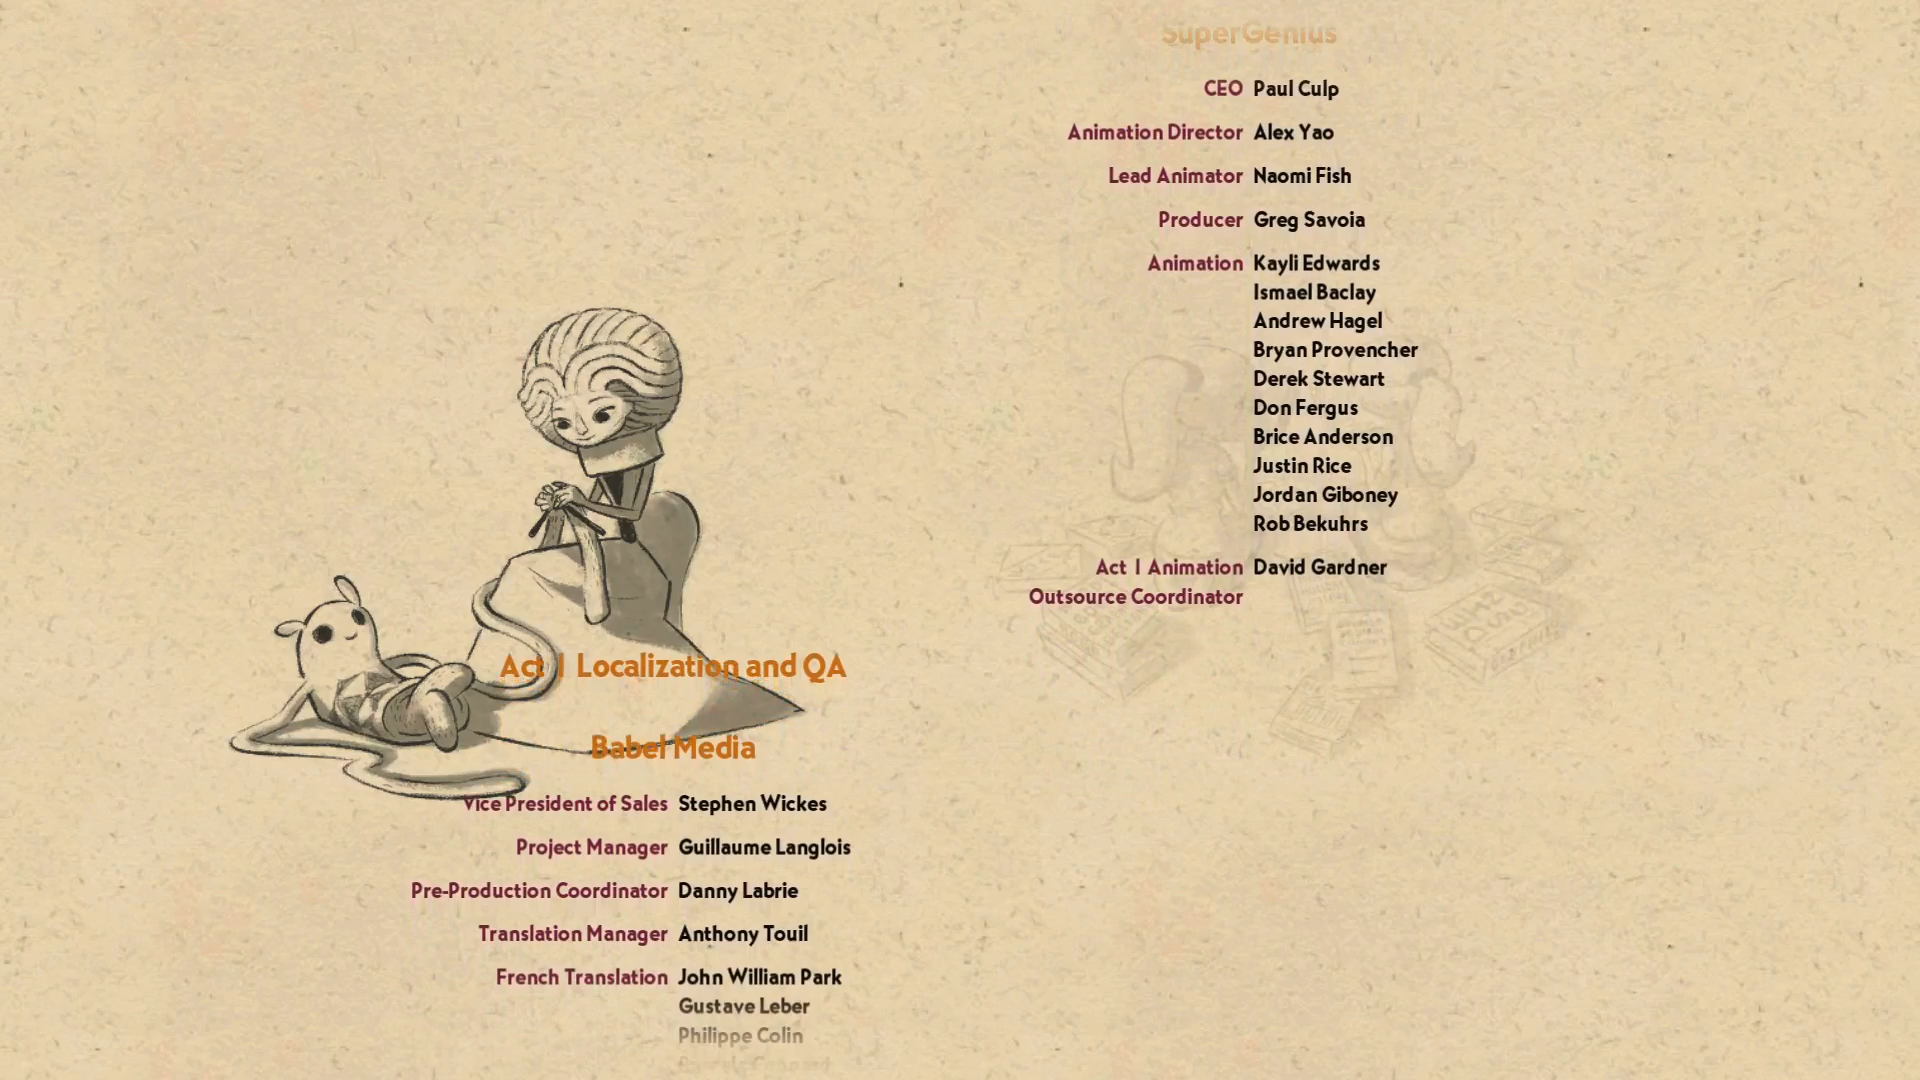 SuperGenius
CEO Paul Culp
Animation Director Alex Yao
Lead Animator Naomi Fish
Producer Greg Savoia
Animation Kayli Edwards
Ismael Baclay
Andrew Hagel
Bryan Provencher
Derek Stewart
Don Fergus
Brice Anderson
Justin Rice
Jordan Giboney
Rob Bekuhrs
Act 1 Animation David Gardner
Outsource Coordinator
Act 1 Localization and QA
Babel Media
Vice President of Sales Stephen Wickes
Project Manager Guillaume Langlois
Pre-Production Coordinator Danny Labrie
Translation Manager Anthony Touil
French Translation John William Park
Gustave Leber
Philippe Colin